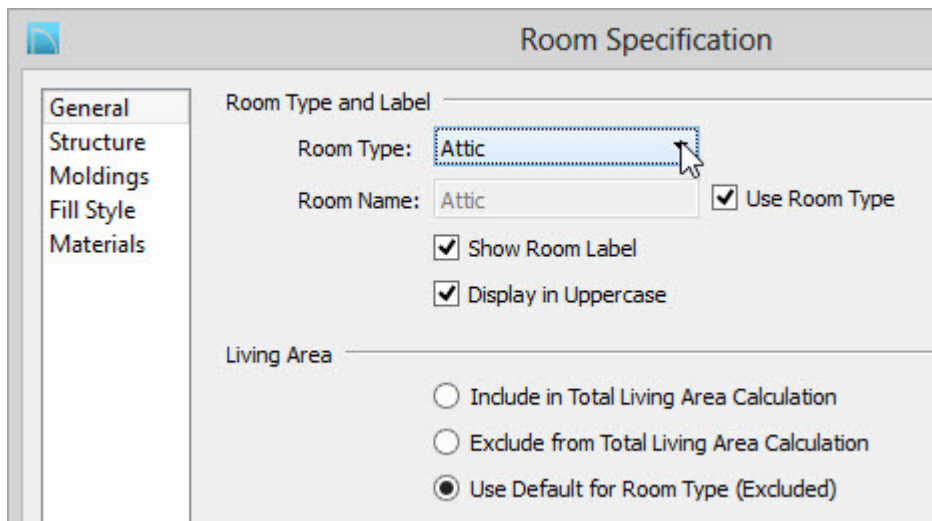 Room Specification
General
Structure
Moldings
Fill Style
Materials
Room Type and Label
Room Type: Attic
Room Name: Attic Use Room Type
Show Room Label
Display in Uppercase
Living Area
Include in Total Living Area Calculation
Exclude from Total Living Area Calculation
Use Default for Room Type (Excluded)